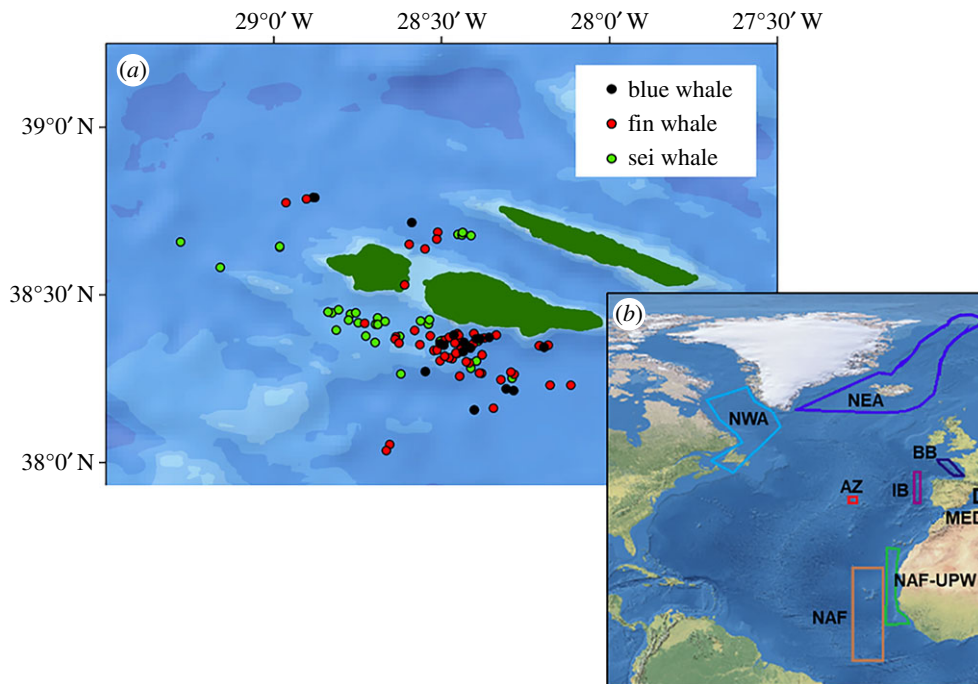 29°0′ W 28°30′ W 28°0′ W 27°30′ W
(a)
blue whale
fin whale
sei whale
39°0′ N
38°30′ N
38°0′ N
(b)
NEA
NWA
BB
AZ
IB
MED
NAF-UPW
NAF